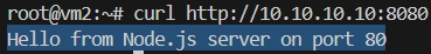 root@vm2:~# curl http://10.10.10.10:8080
Hello from Node.js server on port 80